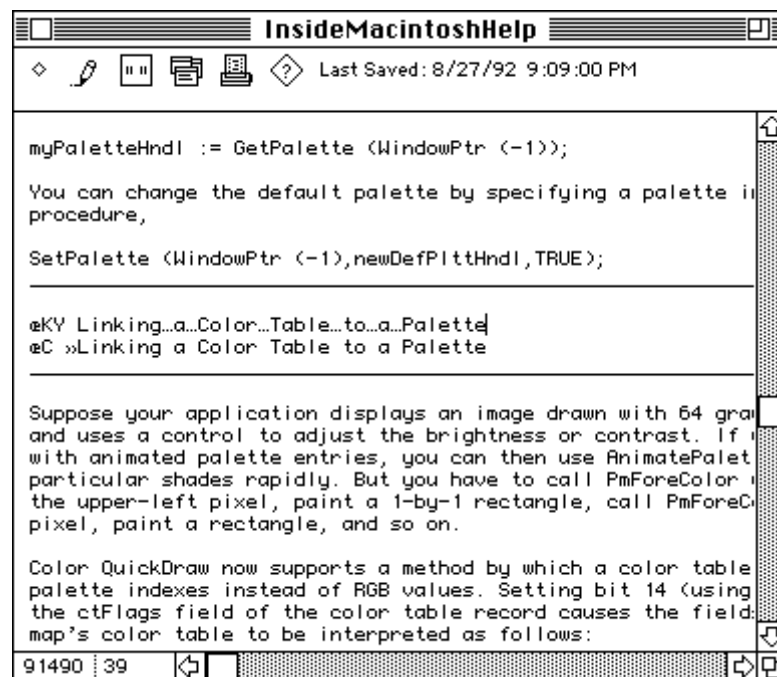 InsideMacintoshHelp
Last Saved: 8/27/92 9:09:00 PM
myPaletteHndl := GetPalette (WindowPtr (-1));
You can change the default palette by specifying a palette
procedure,
SetPalette (WindowPtr (-1),newDefPlttHndl,TRUE);
œKY Linking…a…Color…Table…to…a…Palette
œC »Linking a Color Table to a Palette
Suppose your application displays an image drawn with 64
and uses a control to adjust the brightness or contrast. If
with animated palette entries, you can then use AnimatePalet
particular shades rapidly. But you have to call PmForeColor
the upper-left pixel, paint a 1-by-1 rectangle, call PmForeC
pixel, paint a rectangle, and so on.
Color QuickDraw now supports a method by which a color table
palette indexes instead of RGB values. Setting bit 14 (using
the ctFlags field of the color table record causes the field
map's color table to be interpreted as follows:
91490 39